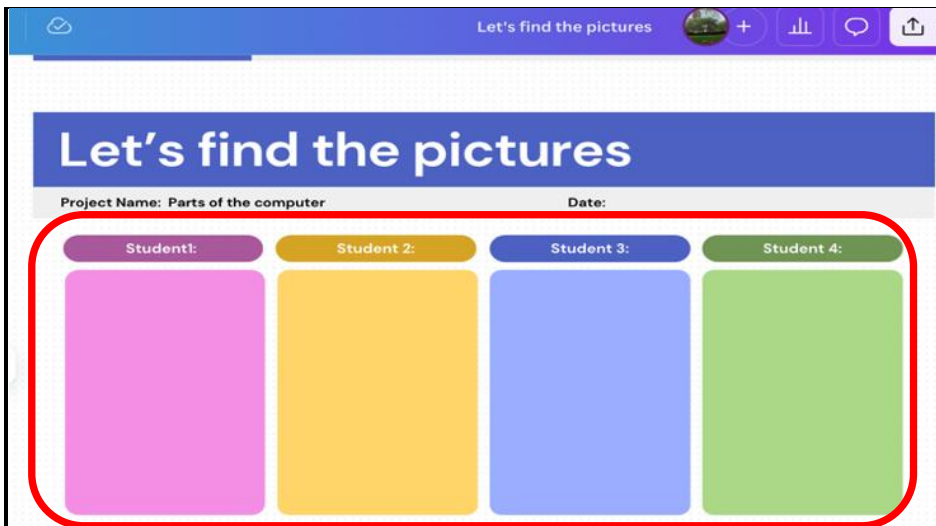 Let's find the pictures
Let's find the pictures
Project Name: Parts of the computer Date:
Student1: Student 2: Student 3: Student 4: